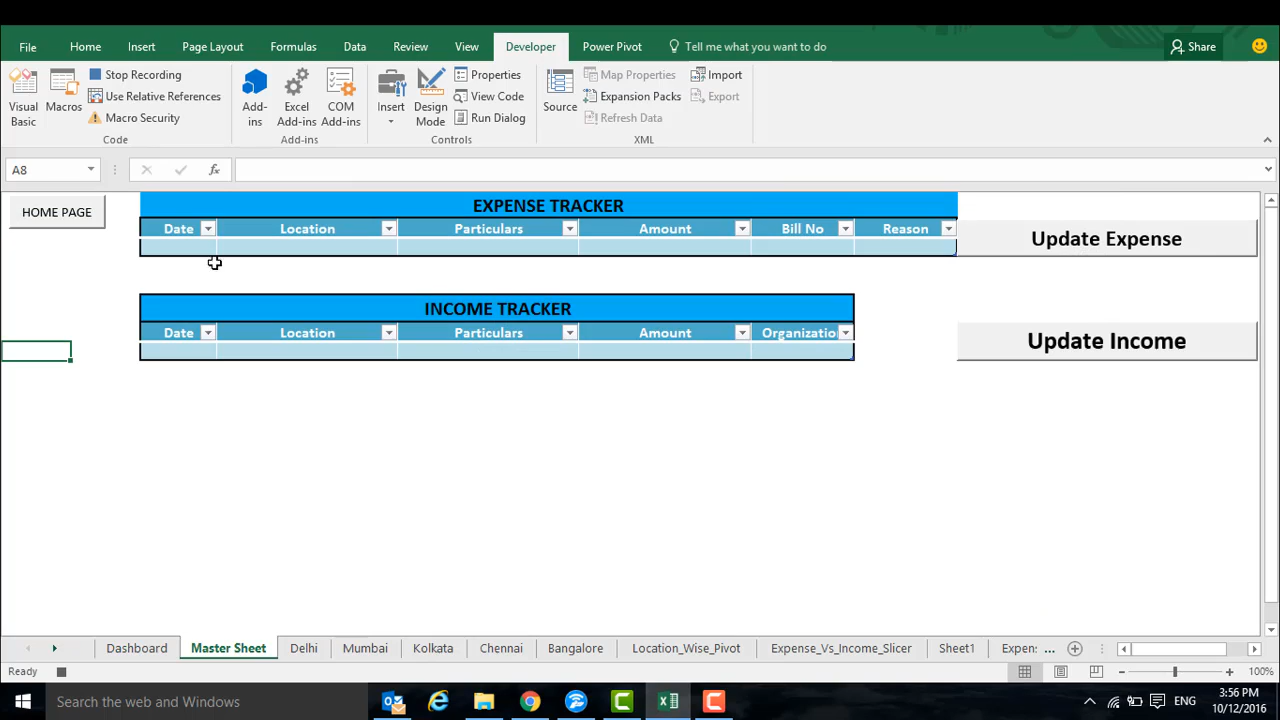 File Home Insert Page Layout Formulas Data Review View Developer Power Pivot Tell me what you want to do Share
Visual Basic
Macros
Stop Recording
Use Relative References
Macro Security
Code
Add-ins
Excel Add-ins
COM Add-ins
Add-ins
Insert
Design Mode
Properties
View Code
Run Dialog
Controls
Source
Map Properties
Expansion Packs
Refresh Data
Import
Export
XML
A8
fx
HOME PAGE
EXPENSE TRACKER
Date Location Particulars Amount Bill No Reason
Update Expense
INCOME TRACKER
Date Location Particulars Amount Organizatio
Update Income
Dashboard Master Sheet Delhi Mumbai Kolkata Chennai Bangalore Location_Wise_Pivot Expense_Vs_Income_Slicer Sheet1 Expen ...
Ready 100%
Search the web and Windows
ENG
3:56 PM
10/12/2016